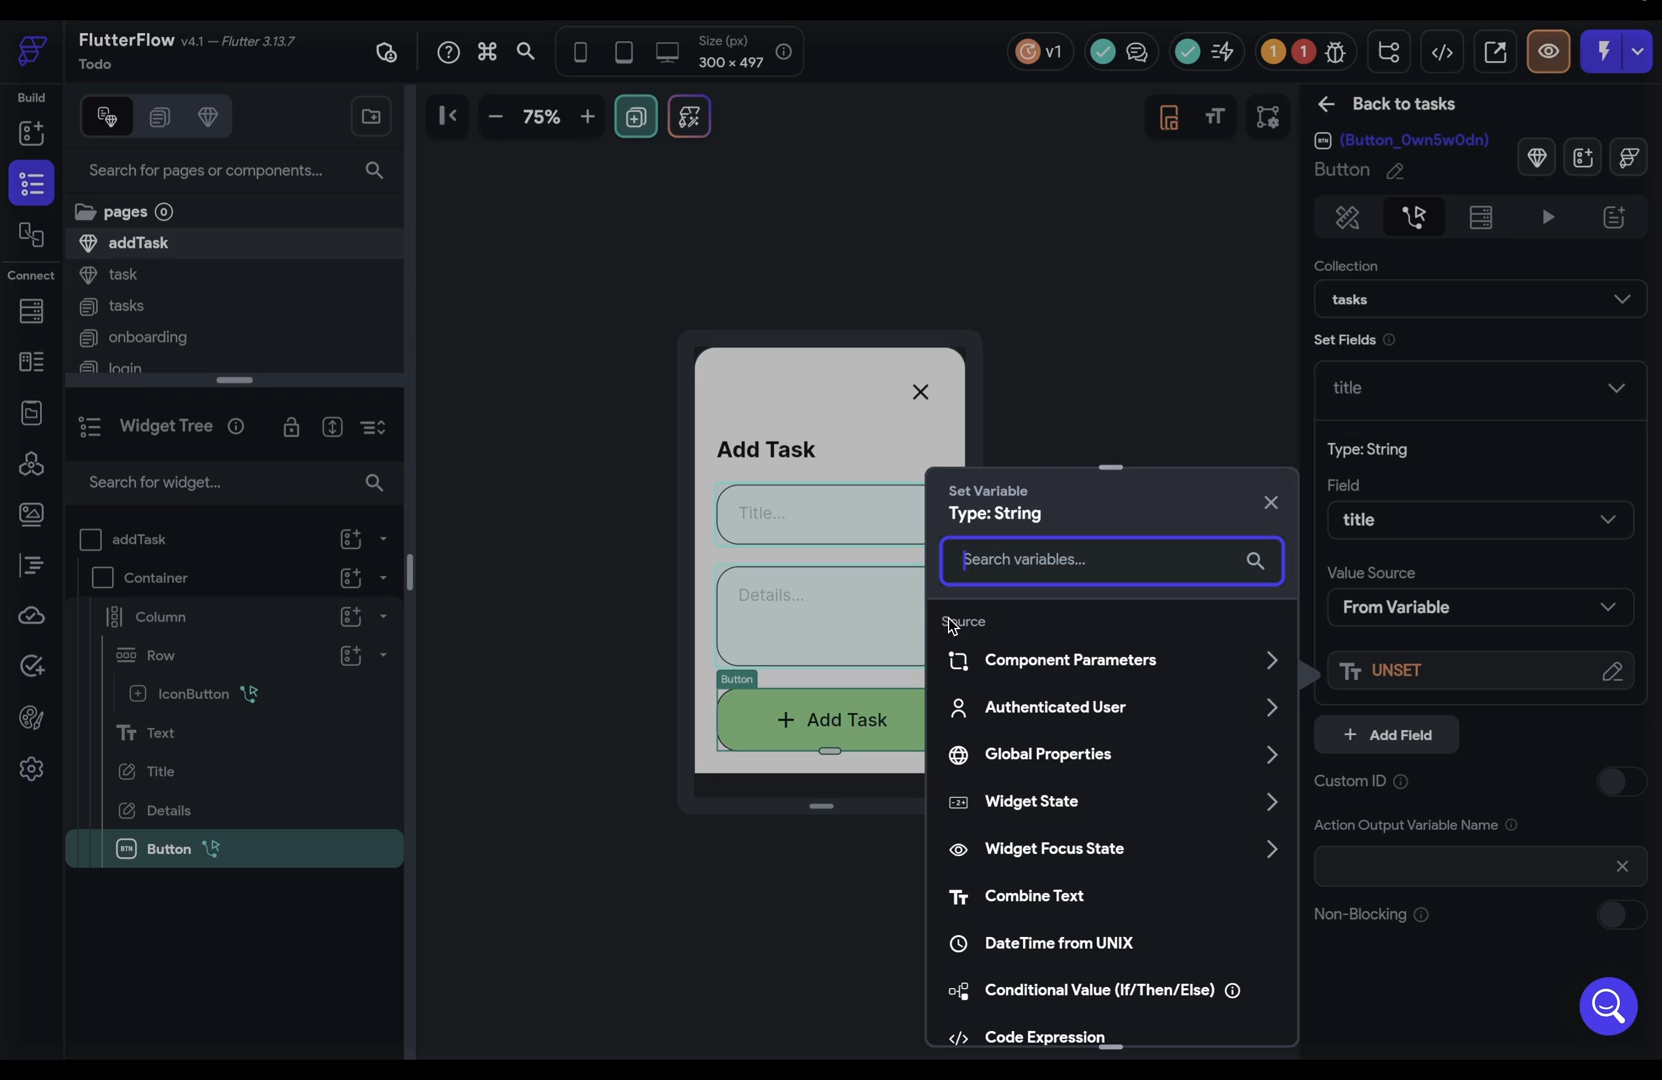 FlutterFlow v4.1 — Flutter 3.13.7
Todo
Size (px)
300 × 497
v1
1
1
Build
75%
Search for pages or components...
pages 0
addTask
task
tasks
onboarding
login
Connect
Widget Tree
Search for widget...
addTask
Container
Column
Row
IconButton
Text
Title
Details
BTN Button
Add Task
Title...
Details...
Button
+ Add Task
Set Variable
Type: String
Search variables...
Source
Component Parameters
Authenticated User
Global Properties
Widget State
Widget Focus State
Combine Text
DateTime from UNIX
Conditional Value (If/Then/Else)
Code Expression
Back to tasks
BTN (Button_0wn5w0dn)
Button
Collection
tasks
Set Fields
title
Type: String
Field
title
Value Source
From Variable
UNSET
+ Add Field
Custom ID
Action Output Variable Name
Non-Blocking